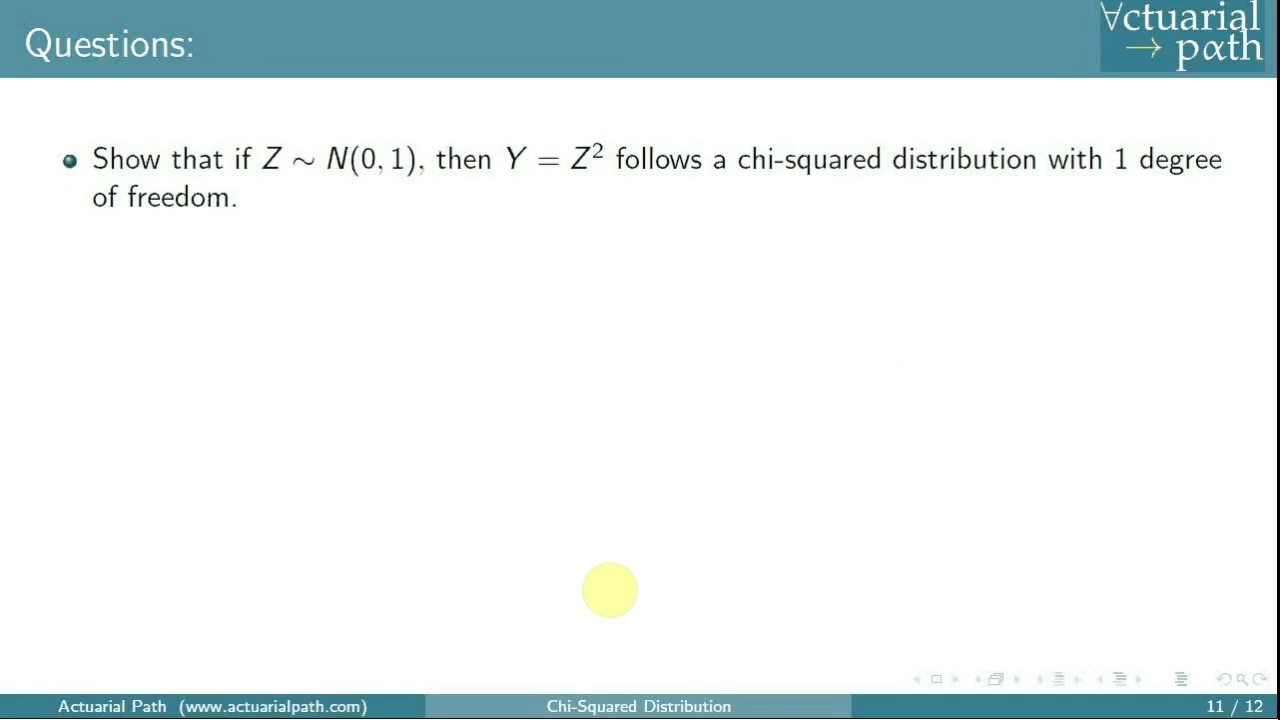 Questions:
∀ctuarial
→ pαth
Show that if Z ∼ N(0, 1), then Y = Z² follows a chi-squared distribution with 1 degree
of freedom.
Actuarial Path (www.actuarialpath.com)
Chi-Squared Distribution
11 / 12